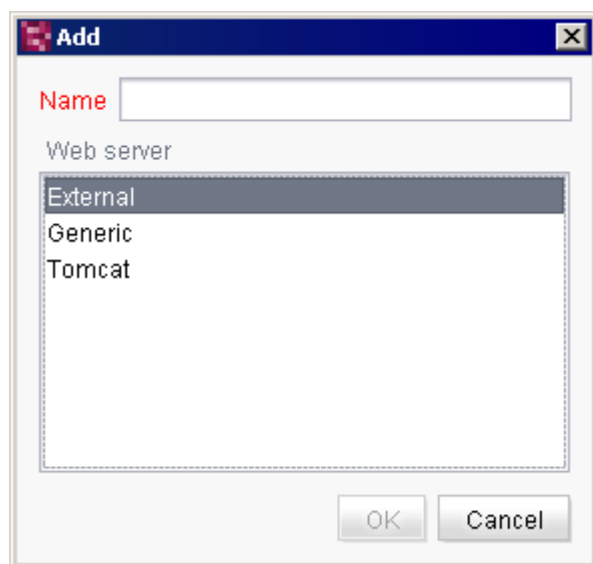 Add
Name
Web server
External
Generic
Tomcat
OK Cancel